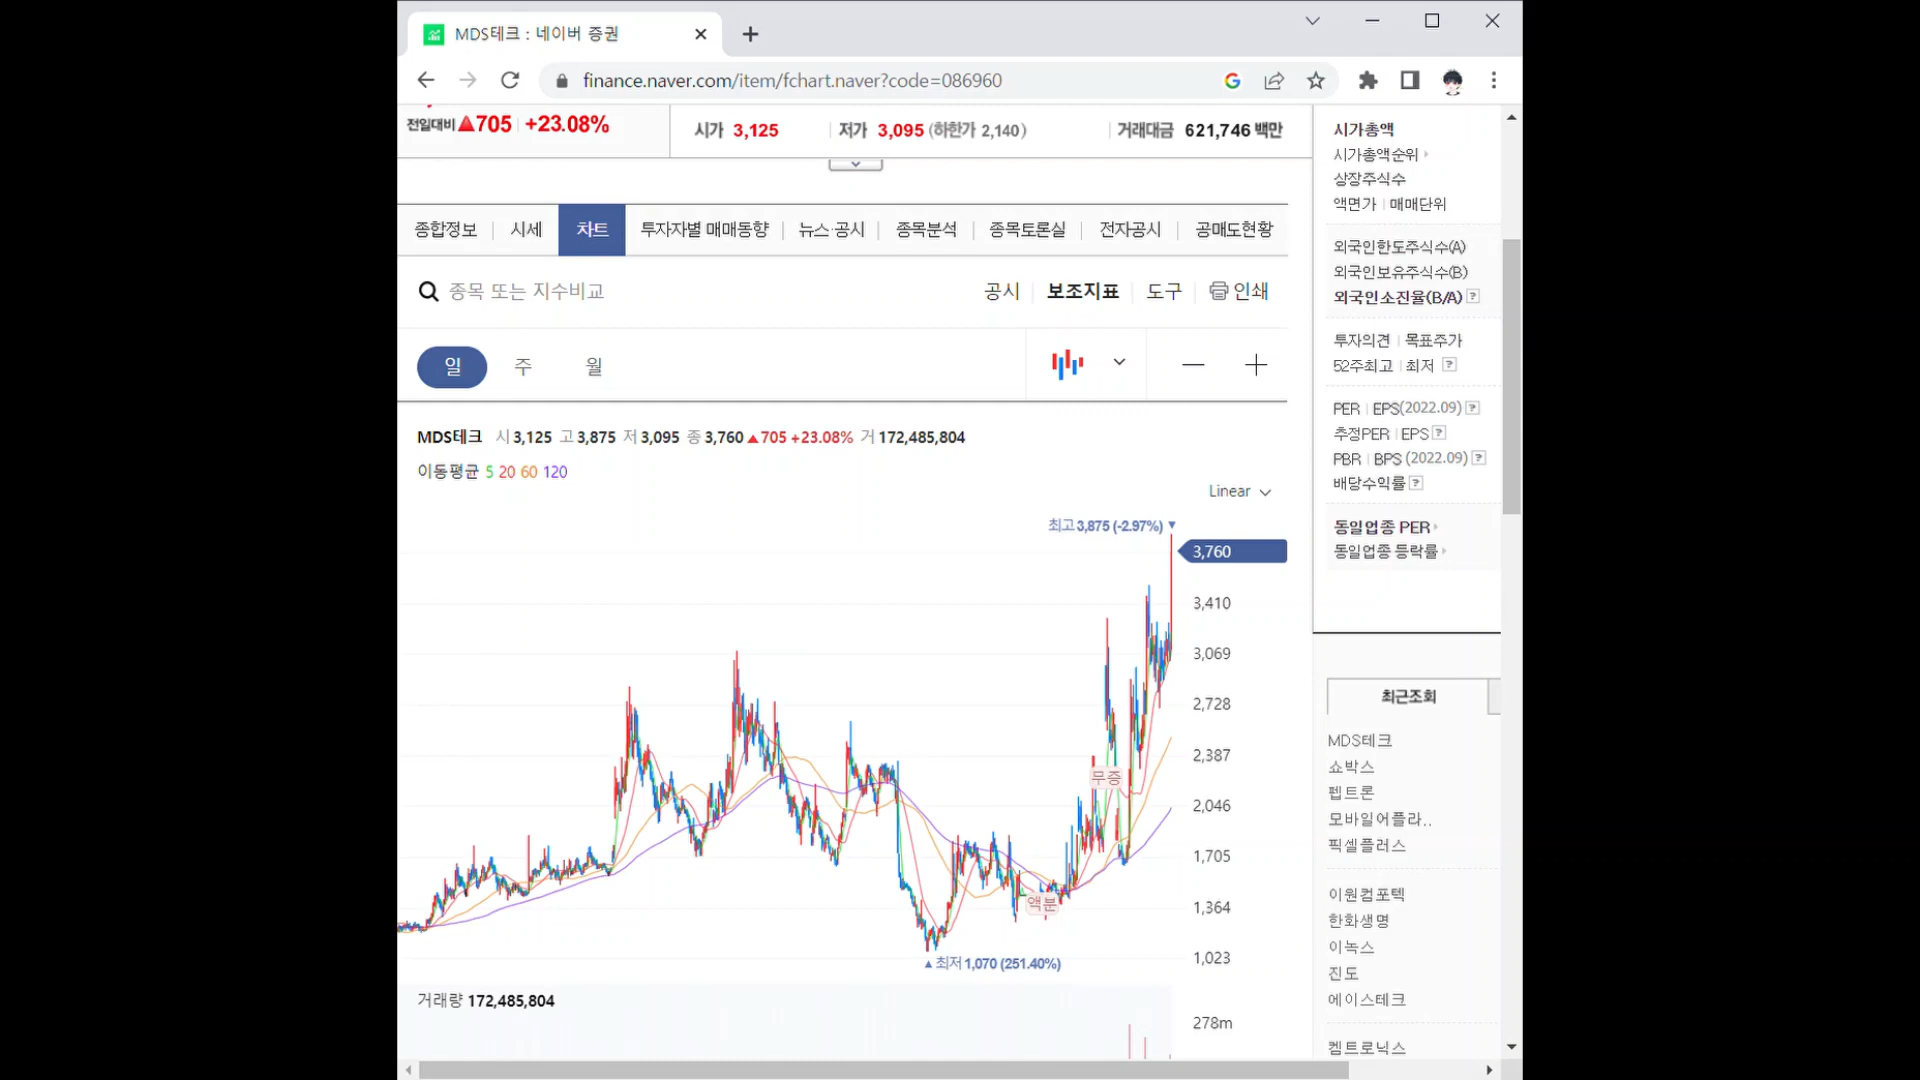 MDS테크 : 네이버 증권
finance.naver.com/item/fchart.naver?code=086960
전일대비 ▲705 +23.08%
시가 3,125 저가 3,095 (하한가 2,140) 거래대금 621,746 백만
종합정보 시세 차트 투자자별 매매동향 뉴스·공시 종목분석 종목토론실 전자공시 공매도현황
종목 또는 지수비교
공시 보조지표 도구 인쇄
일 주 월
MDS테크 시 3,125 고 3,875 저 3,095 종 3,760 ▲705 +23.08% 거 172,485,804
이동평균 5 20 60 120
Linear
최고 3,875 (-2.97%) ▼
3,760
3,410
3,069
2,728
2,387
무증
2,046
1,705
액분
1,364
1,023
▲ 최저 1,070 (251.40%)
거래량 172,485,804
278m
시가총액
시가총액순위
상장주식수
액면가 | 매매단위
외국인한도주식수(A)
외국인보유주식수(B)
외국인소진율(B/A) ?
투자의견 | 목표주가
52주최고 | 최저 ?
PER | EPS(2022.09) ?
추정PER | EPS ?
PBR | BPS (2022.09) ?
배당수익률 ?
동일업종 PER
동일업종 등락률
최근조회
MDS테크
쇼박스
펩트론
모바일어플라..
픽셀플러스
이원컴포텍
한화생명
이녹스
진도
에이스테크
켐트로닉스